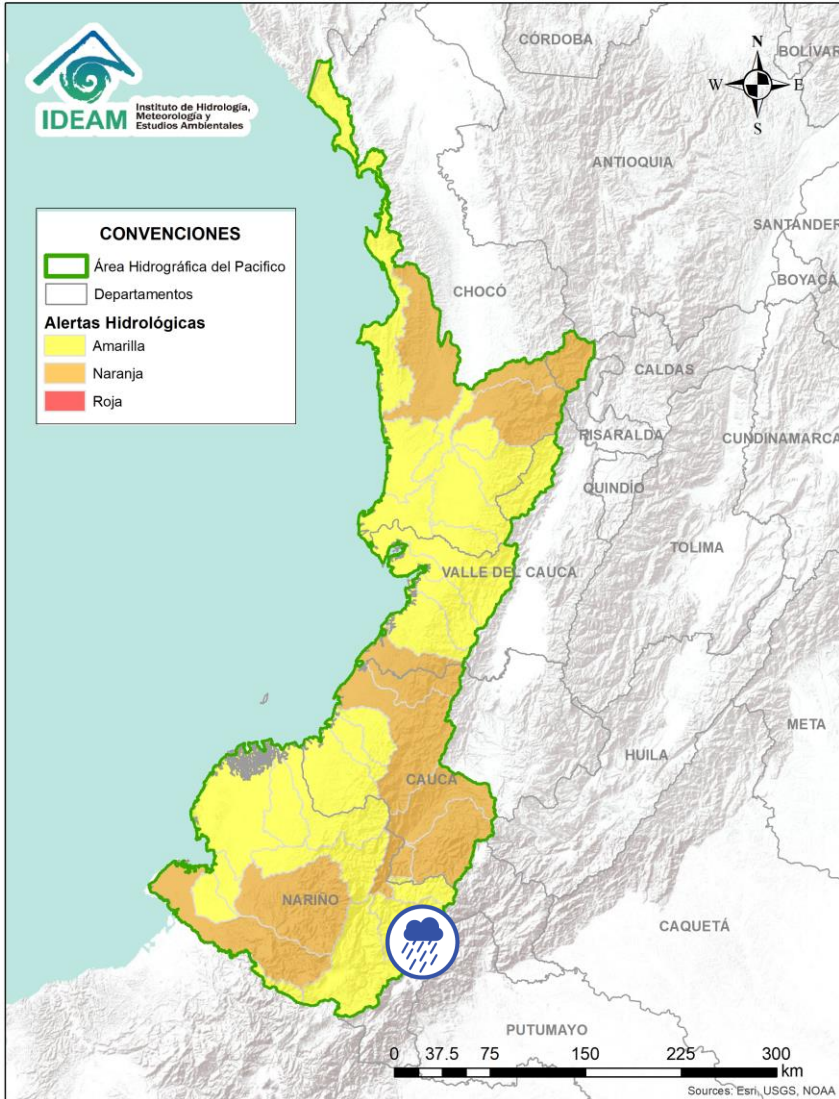 CÓRDOBA
BOLÍVAR
N
W E
S
IDEAM
Instituto de Hidrología,
Meteorología y
Estudios Ambientales
ANTIOQUIA
SANTANDER
BOYACÁ
CONVENCIONES
Área Hidrográfica del Pacifico
Departamentos
Alertas Hidrológicas
Amarilla
Naranja
Roja
CHOCÓ
CALDAS
RISARALDA
CUNDINAMARCA
QUINDÍO
TOLIMA
VALLE DEL CAUCA
META
HUILA
CAUCA
NARIÑO
CAQUETÁ
PUTUMAYO
0 37.5 75 150 225 300
km
Sources: Esri, USGS, NOAA